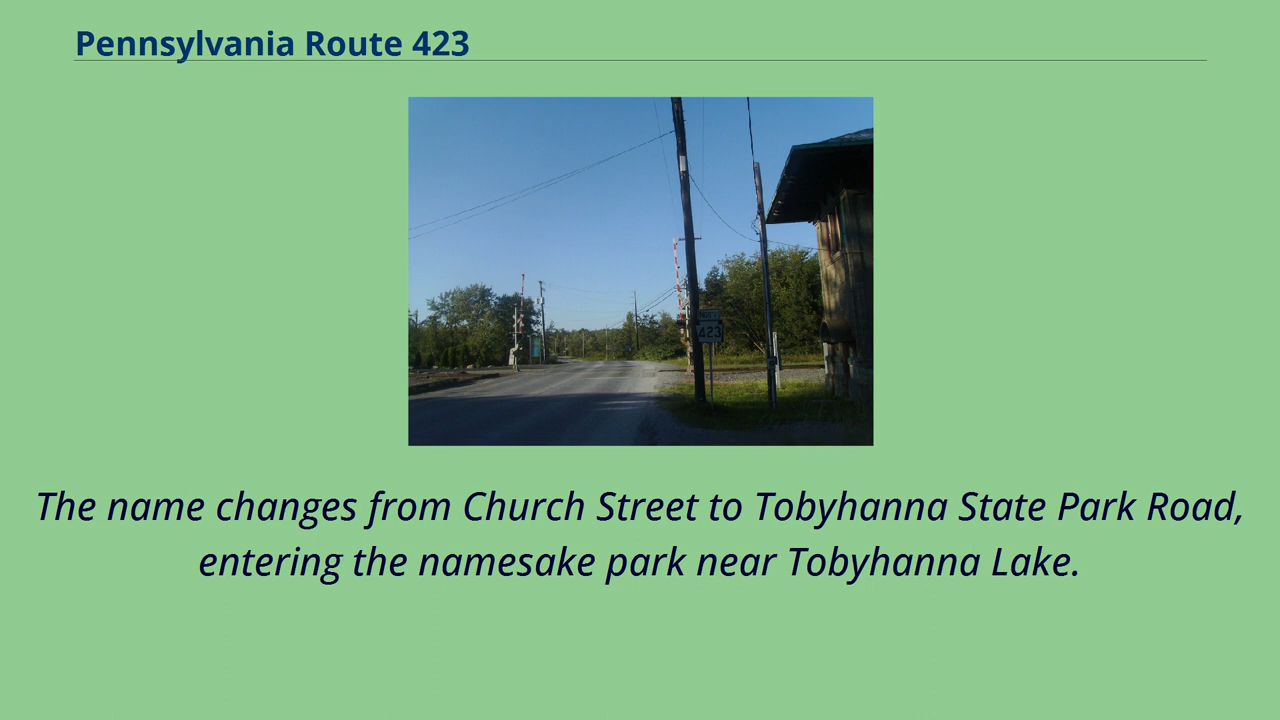 Pennsylvania Route 423
NORTH
423
The name changes from Church Street to Tobyhanna State Park Road,
entering the namesake park near Tobyhanna Lake.